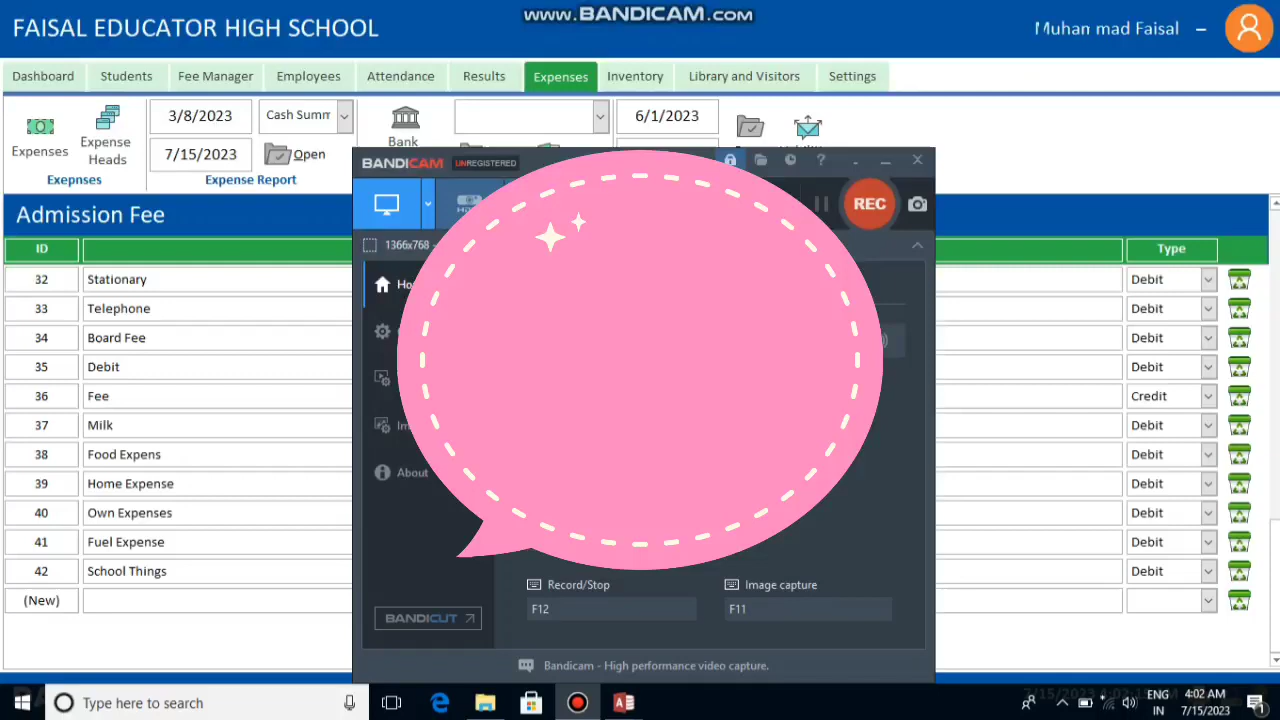 www.BANDICAM.com
FAISAL EDUCATOR HIGH SCHOOL
Muhan mad Faisal
Dashboard Students Fee Manager Employees Attendance Results Expenses Inventory Library and Visitors Settings
3/8/2023 Cash Summ 6/1/2023
Expenses Expense Heads Bank
7/15/2023 Open
Exepnses Expense Report
BANDICAM UNREGISTERED
REC
Admission Fee
1366x768
ID Type
32 Stationary Debit
33 Telephone Debit
34 Board Fee Debit
35 Debit Debit
36 Fee Credit
37 Milk Debit
38 Food Expens Debit
39 Home Expense Debit
40 Own Expenses Debit
41 Fuel Expense Debit
42 School Things Debit
(New)
About
Record/Stop Image capture
F12 F11
BANDICUT
Bandicam - High performance video capture.
Type here to search
ENG
IN
4:02 AM
7/15/2023
1